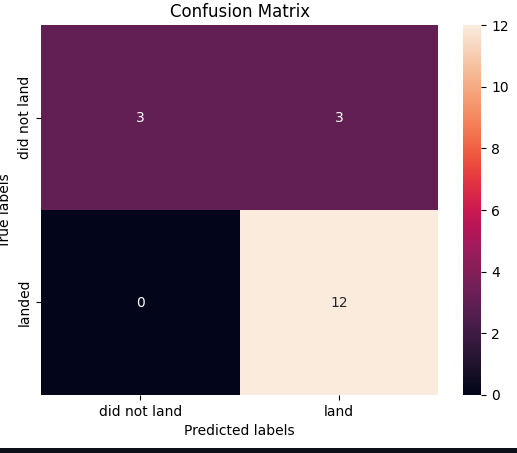 Confusion Matrix
did not land
landed
True labels
3
3
0
12
did not land
land
Predicted labels
12
10
8
6
4
2
0